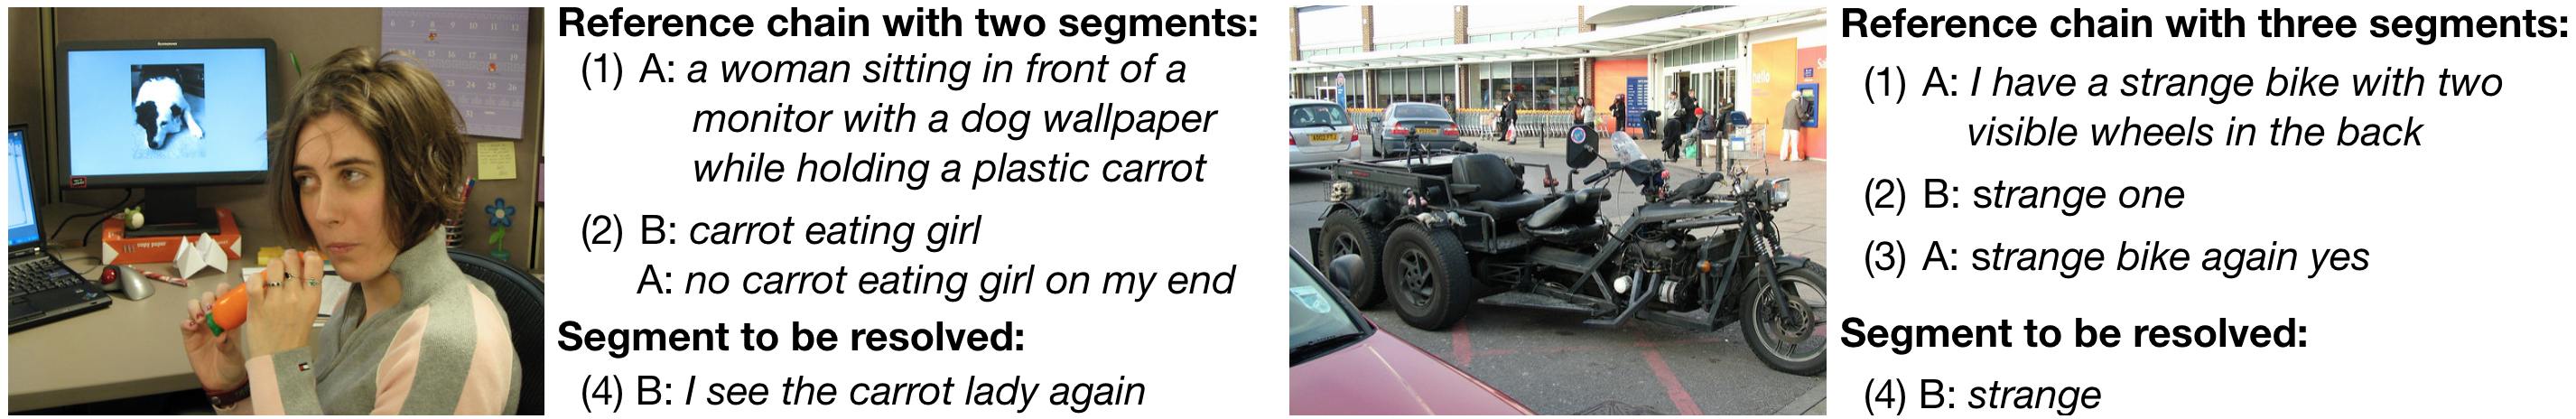 Reference chain with two segments:
(1) A: a woman sitting in front of a
monitor with a dog wallpaper
while holding a plastic carrot
(2) B: carrot eating girl
A: no carrot eating girl on my end
Segment to be resolved:
(4) B: I see the carrot lady again
hello
Reference chain with three segments:
(1) A: I have a strange bike with two
visible wheels in the back
(2) B: strange one
(3) A: strange bike again yes
Segment to be resolved:
(4) B: strange